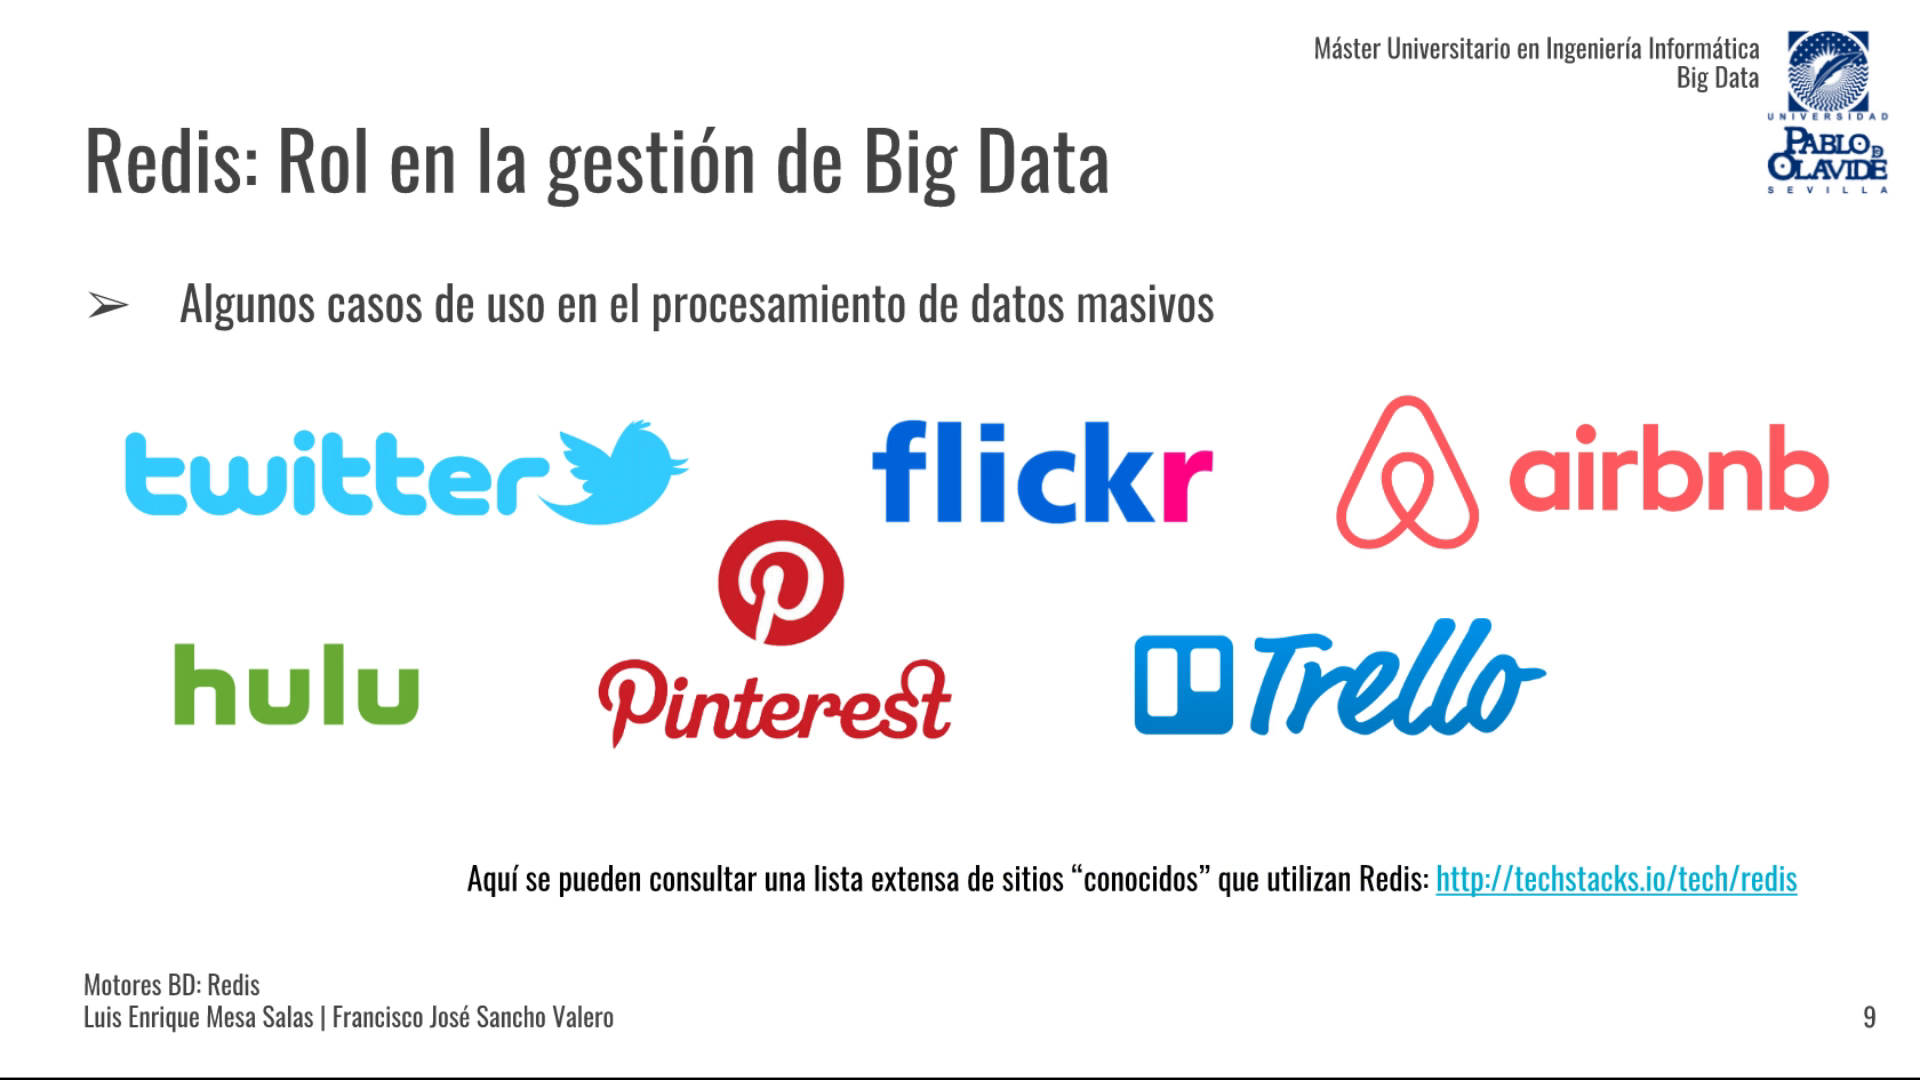 Máster Universitario en Ingeniería Informática
Big Data
UNIVERSIDAD
PABLO DE
OLAVIDE
SEVILLA
Redis: Rol en la gestión de Big Data
➢ Algunos casos de uso en el procesamiento de datos masivos
twitter
flickr
airbnb
hulu
Pinterest
Trello
Aquí se pueden consultar una lista extensa de sitios “conocidos” que utilizan Redis: http://techstacks.io/tech/redis
Motores BD: Redis
Luis Enrique Mesa Salas | Francisco José Sancho Valero
9